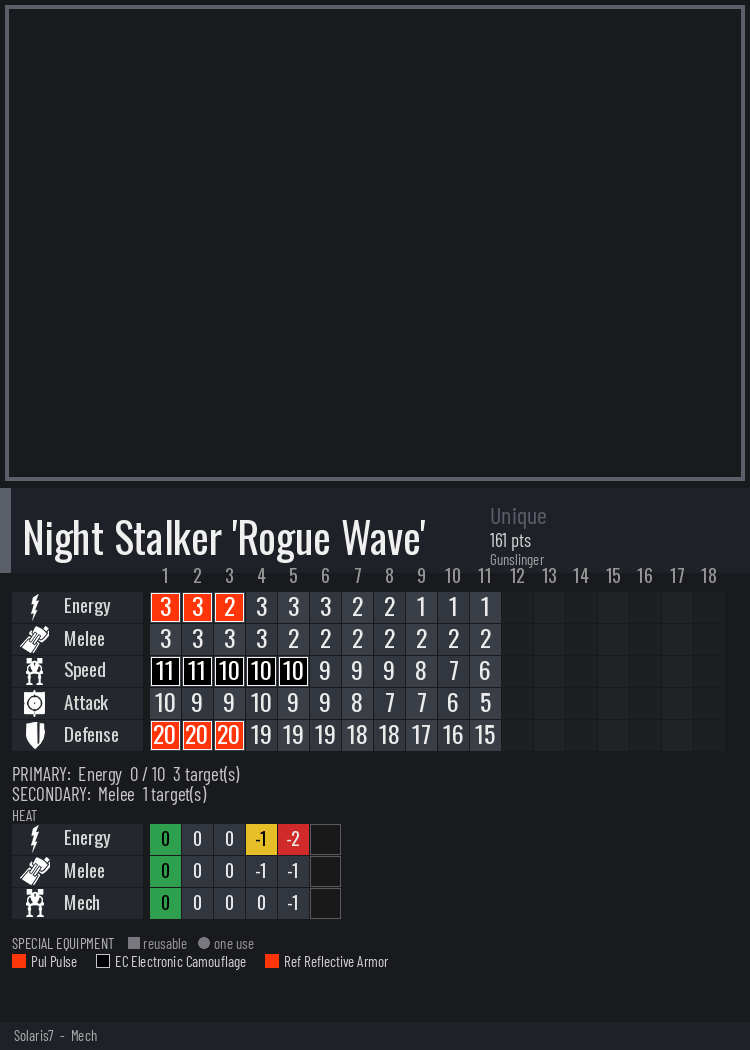 Night Stalker 'Rogue Wave'
Unique
161 pts
Gunslinger
1 2 3 4 5 6 7 8 9 10 11 12 13 14 15 16 17 18
Energy 3 3 2 3 3 3 2 2 1 1 1
Melee 3 3 3 3 2 2 2 2 2 2 2
Speed 11 11 10 10 10 9 9 9 8 7 6
Attack 10 9 9 10 9 9 8 7 7 6 5
Defense 20 20 20 19 19 19 18 18 17 16 15
PRIMARY: Energy 0 / 10 3 target(s)
SECONDARY: Melee 1 target(s)
HEAT
Energy 0 0 0 -1 -2
Melee 0 0 0 -1 -1
Mech 0 0 0 0 -1
SPECIAL EQUIPMENT reusable one use
Pul Pulse EC Electronic Camouflage Ref Reflective Armor
Solaris7 - Mech